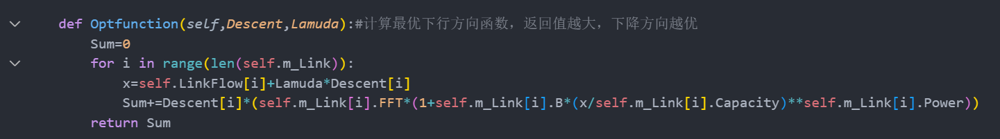 def Optfunction(self,Descent,Lamuda):#计算最优下行方向函数，返回值越大，下降方向越优
    Sum=0
    for i in range(len(self.m_Link)):
        x=self.LinkFlow[i]+Lamuda*Descent[i]
        Sum+=Descent[i]*(self.m_Link[i].FFT*(1+self.m_Link[i].B*(x/self.m_Link[i].Capacity)**self.m_Link[i].Power))
    return Sum